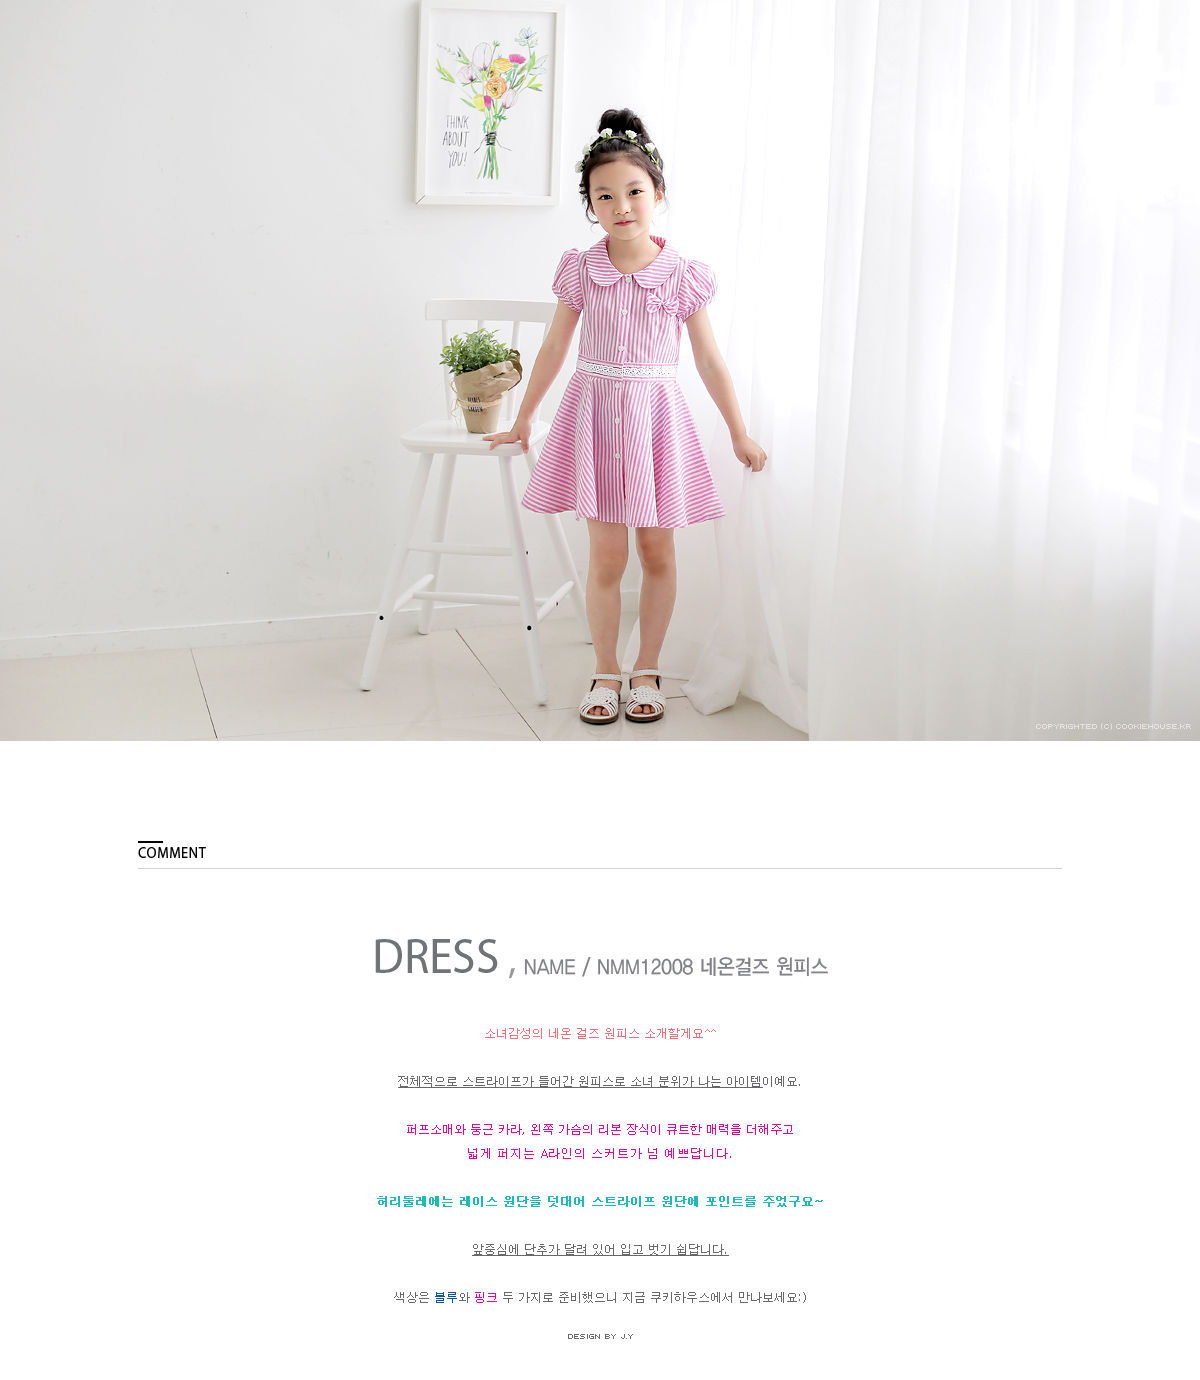 THINK
ABOUT
YOU!
COPYRIGHTED (C) COOKIEHOUSE.KR
COMMENT
DRESS , NAME / NMM12008 네온걸즈 원피스
소녀감성의 네온 걸즈 원피스 소개할게요^^
전체적으로 스트라이프가 들어간 원피스로 소녀 분위가 나는 아이템이예요.
퍼프소매와 둥근 카라, 왼쪽 가슴의 리본 장식이 큐트한 매력을 더해주고
넓게 퍼지는 A라인의 스커트가 넘 예쁘답니다.
허리둘레에는 레이스 원단을 덧대어 스트라이프 원단에 포인트를 주었구요~
앞중심에 단추가 달려 있어 입고 벗기 쉽답니다.
색상은 블루와 핑크 두 가지로 준비했으니 지금 쿠키하우스에서 만나보세요:)
DESIGN BY J.Y